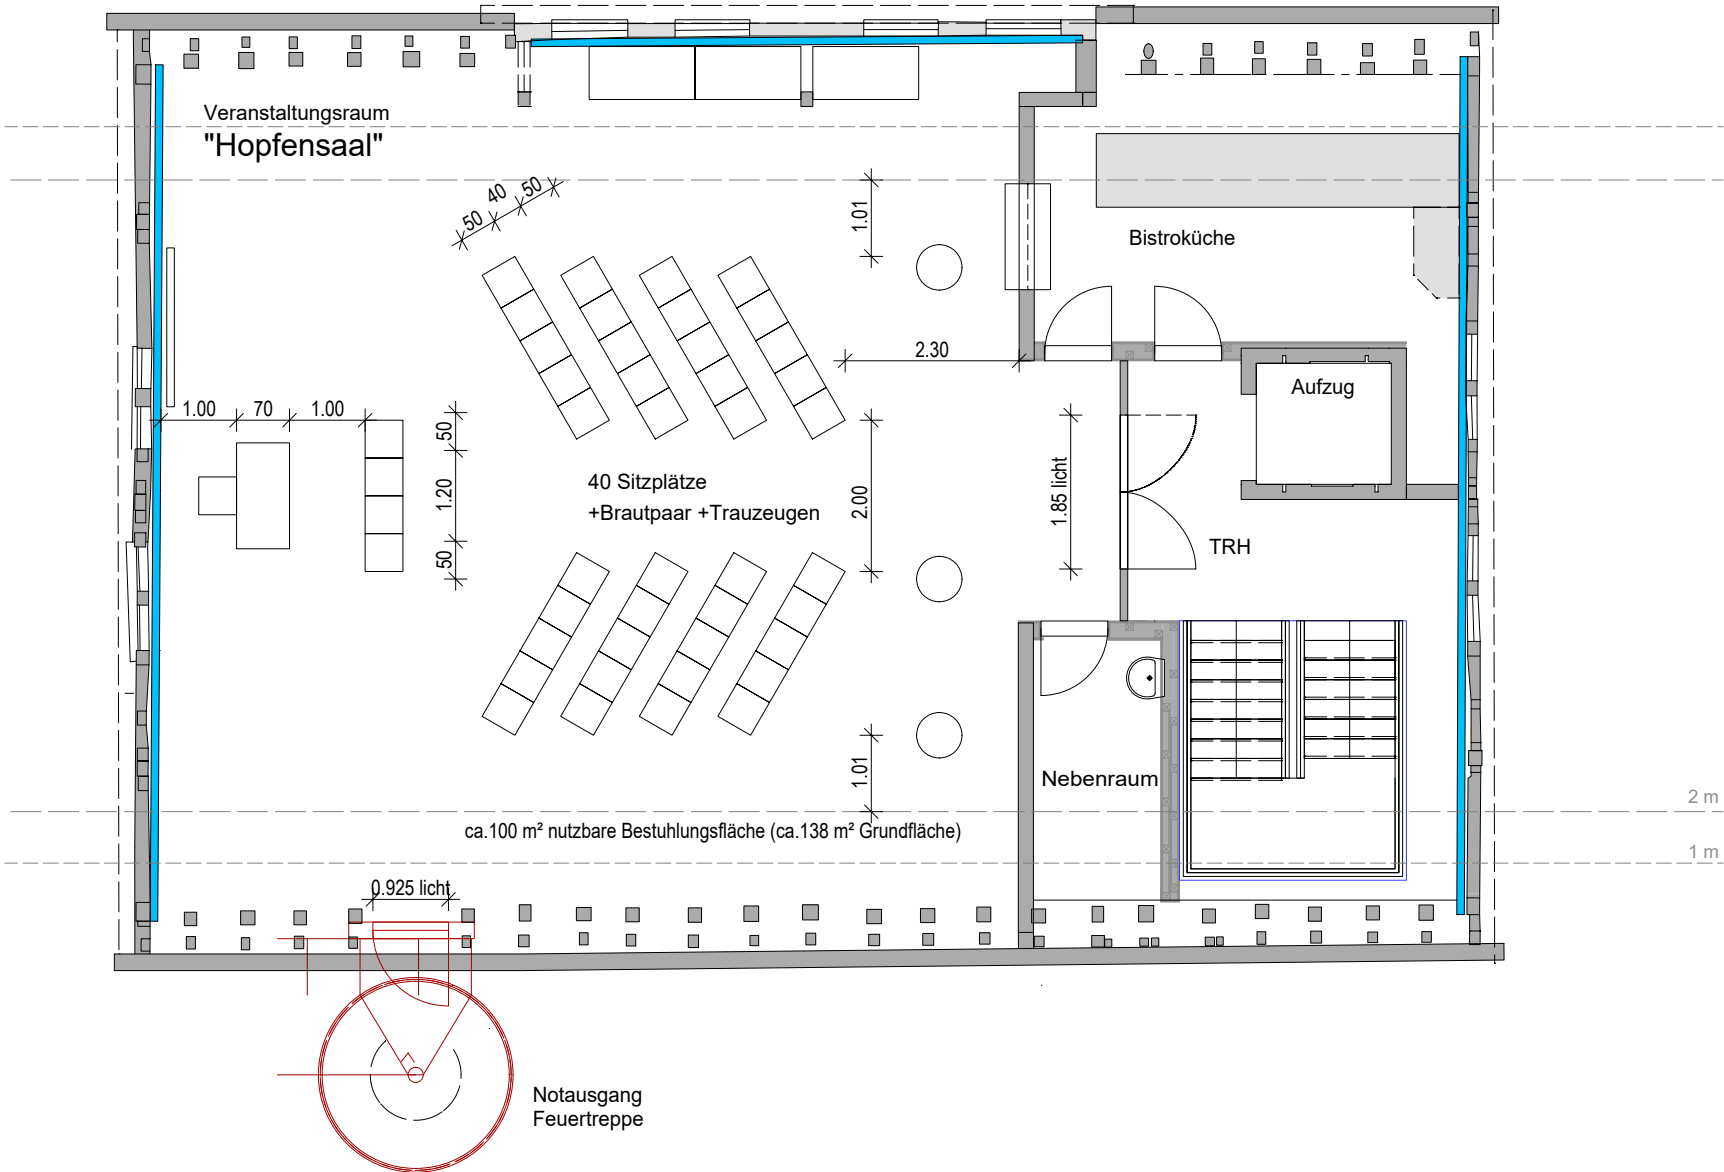 Veranstaltungsraum
"Hopfensaal"
50
40
50
1.01
Bistroküche
2.30
Aufzug
1.00
70
1.00
50
1.20
50
40 Sitzplätze
+Brautpaar +Trauzeugen
2.00
1.85 licht
TRH
1.01
Nebenraum
2 m
ca.100 m² nutzbare Bestuhlungsfläche (ca.138 m² Grundfläche)
1 m
0.925 licht
Notausgang
Feuertreppe